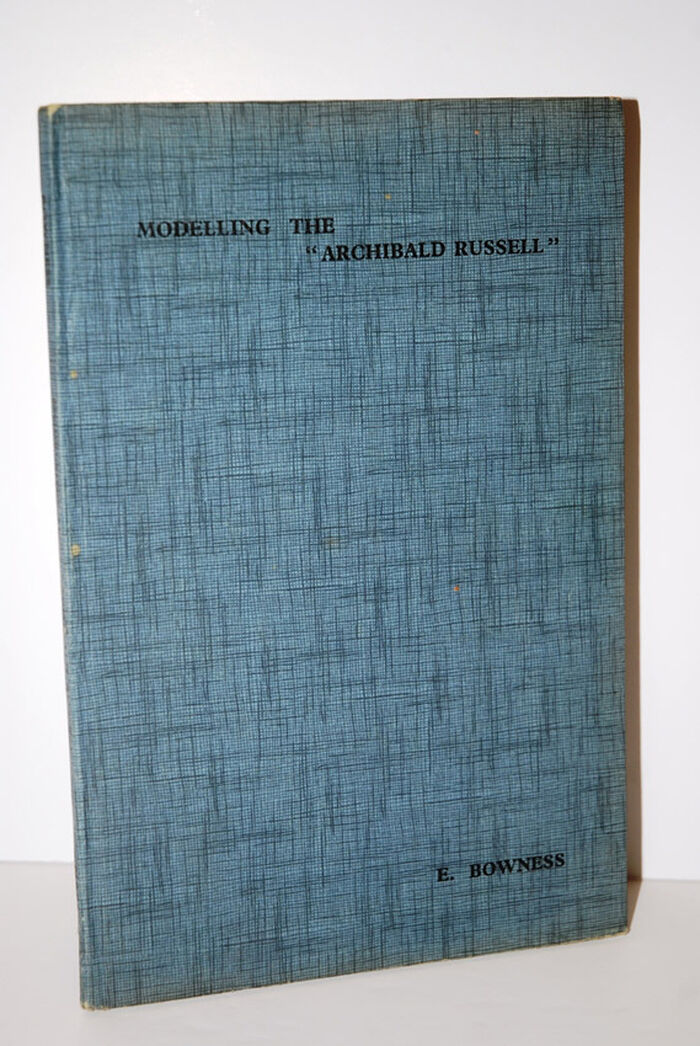 MODELLING THE
"ARCHIBALD RUSSELL"
E. BOWNESS